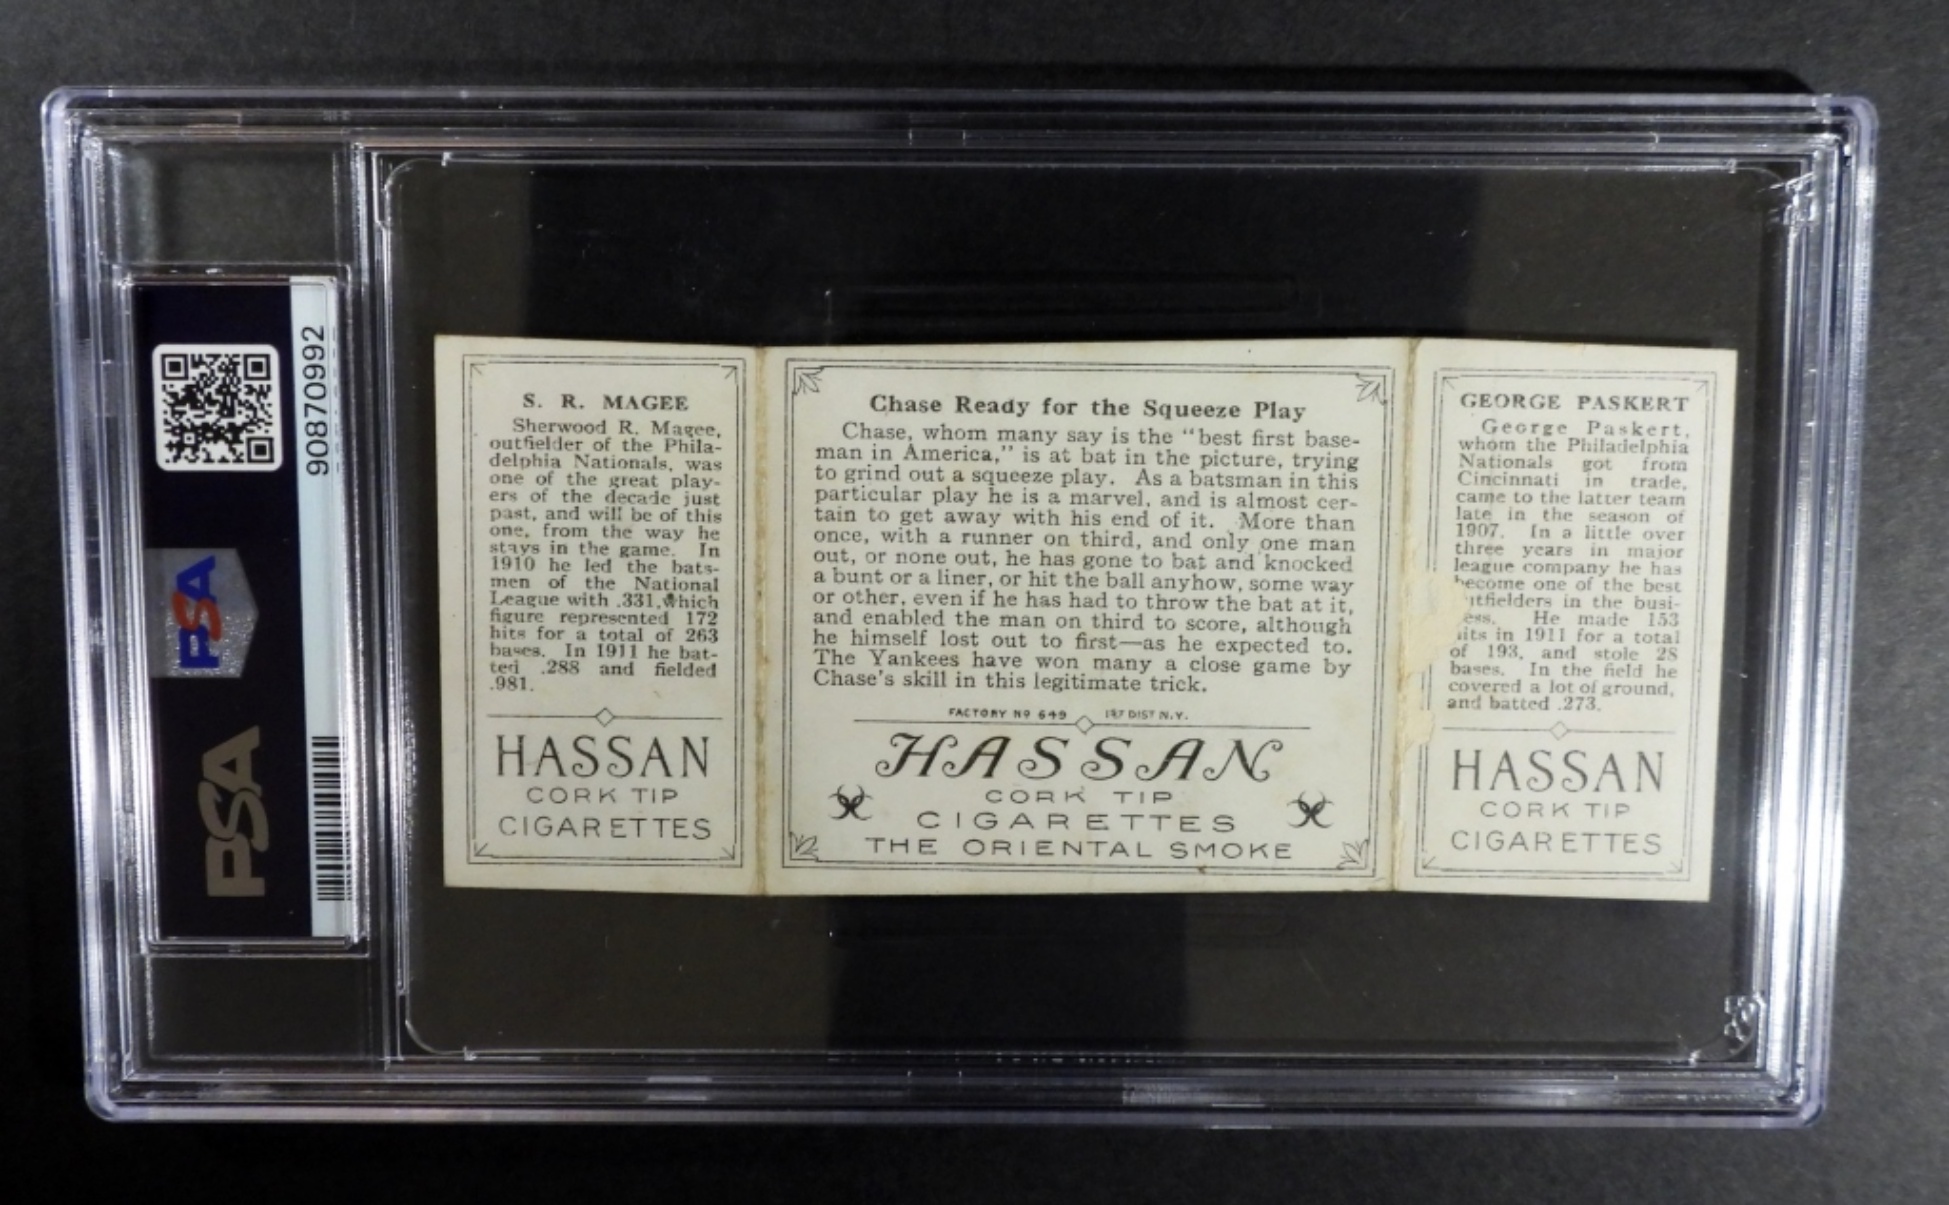 90870992
PSA
PSA
S. R. MAGEE
Sherwood R. Magee,
outfielder of the Phila-
delphia Nationals, was
one of the great play-
ers of the decade just
past, and will be of this
one, from the way he
stays in the game. In
1910 he led the bats-
men of the National
League with .331, which
figure represented 172
hits for a total of 263
bases. In 1911 he bat-
ted .288 and fielded
.981.
HASSAN
CORK TIP
CIGARETTES
Chase Ready for the Squeeze Play
Chase, whom many say is the "best first base-
man in America," is at bat in the picture, trying
to grind out a squeeze play. As a batsman in this
particular play he is a marvel, and is almost cer-
tain to get away with his end of it. More than
once, with a runner on third, and only one man
out, or none out, he has gone to bat and knocked
a bunt or a liner, or hit the ball anyhow, some way
or other, even if he has had to throw the bat at it,
and enabled the man on third to score, although
he himself lost out to first—as he expected to.
The Yankees have won many a close game by
Chase's skill in this legitimate trick.
FACTORY Nº 649 1ST DIST N.Y.
HASSAN
CORK TIP
CIGARETTES
THE ORIENTAL SMOKE
GEORGE PASKERT
George Paskert,
whom the Philadelphia
Nationals got from
Cincinnati in trade,
came to the latter team
late in the season of
1907. In a little over
three years in major
league company he has
become one of the best
utfielders in the busi-
ess. He made 153
hits in 1911 for a total
of 193, and stole 28
bases. In the field he
covered a lot of ground,
and batted .273.
HASSAN
CORK TIP
CIGARETTES